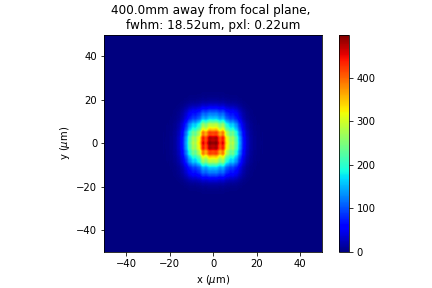 400.0mm away from focal plane,
fwhm: 18.52um, pxl: 0.22um
40
20
0
−20
−40
y (μm)
−40 −20 0 20 40
x (μm)
400
300
200
100
0